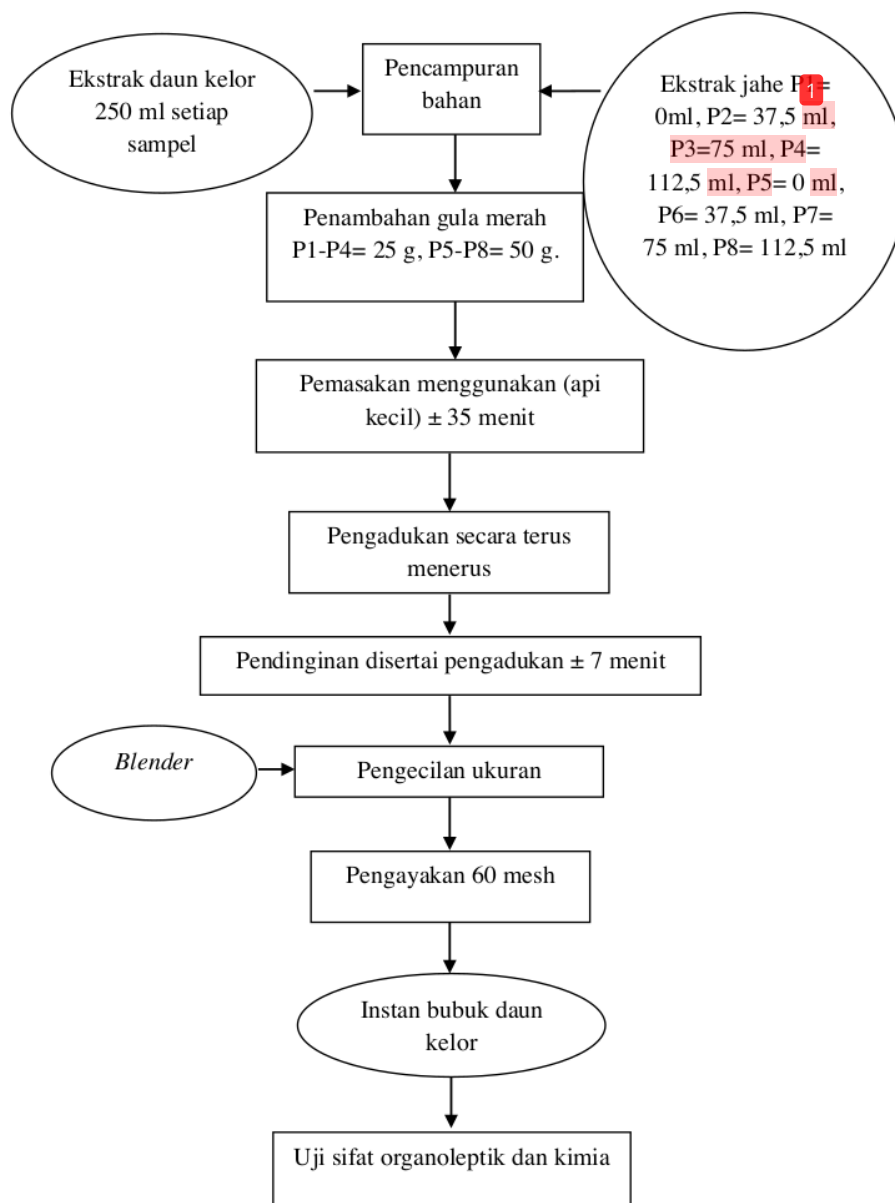 Ekstrak daun kelor
250 ml setiap
sampel
Pencampuran
bahan
Ekstrak jahe
1
0ml, P2= 37,5 ml,
P3=75 ml, P4=
112,5 ml, P5= 0 ml,
P6= 37,5 ml, P7=
75 ml, P8= 112,5 ml
Penambahan gula merah
P1-P4= 25 g, P5-P8= 50 g.
Pemasakan menggunakan (api
kecil) ± 35 menit
Pengadukan secara terus
menerus
Pendinginan disertai pengadukan ± 7 menit
Blender
Pengecilan ukuran
Pengayakan 60 mesh
Instan bubuk daun
kelor
Uji sifat organoleptik dan kimia